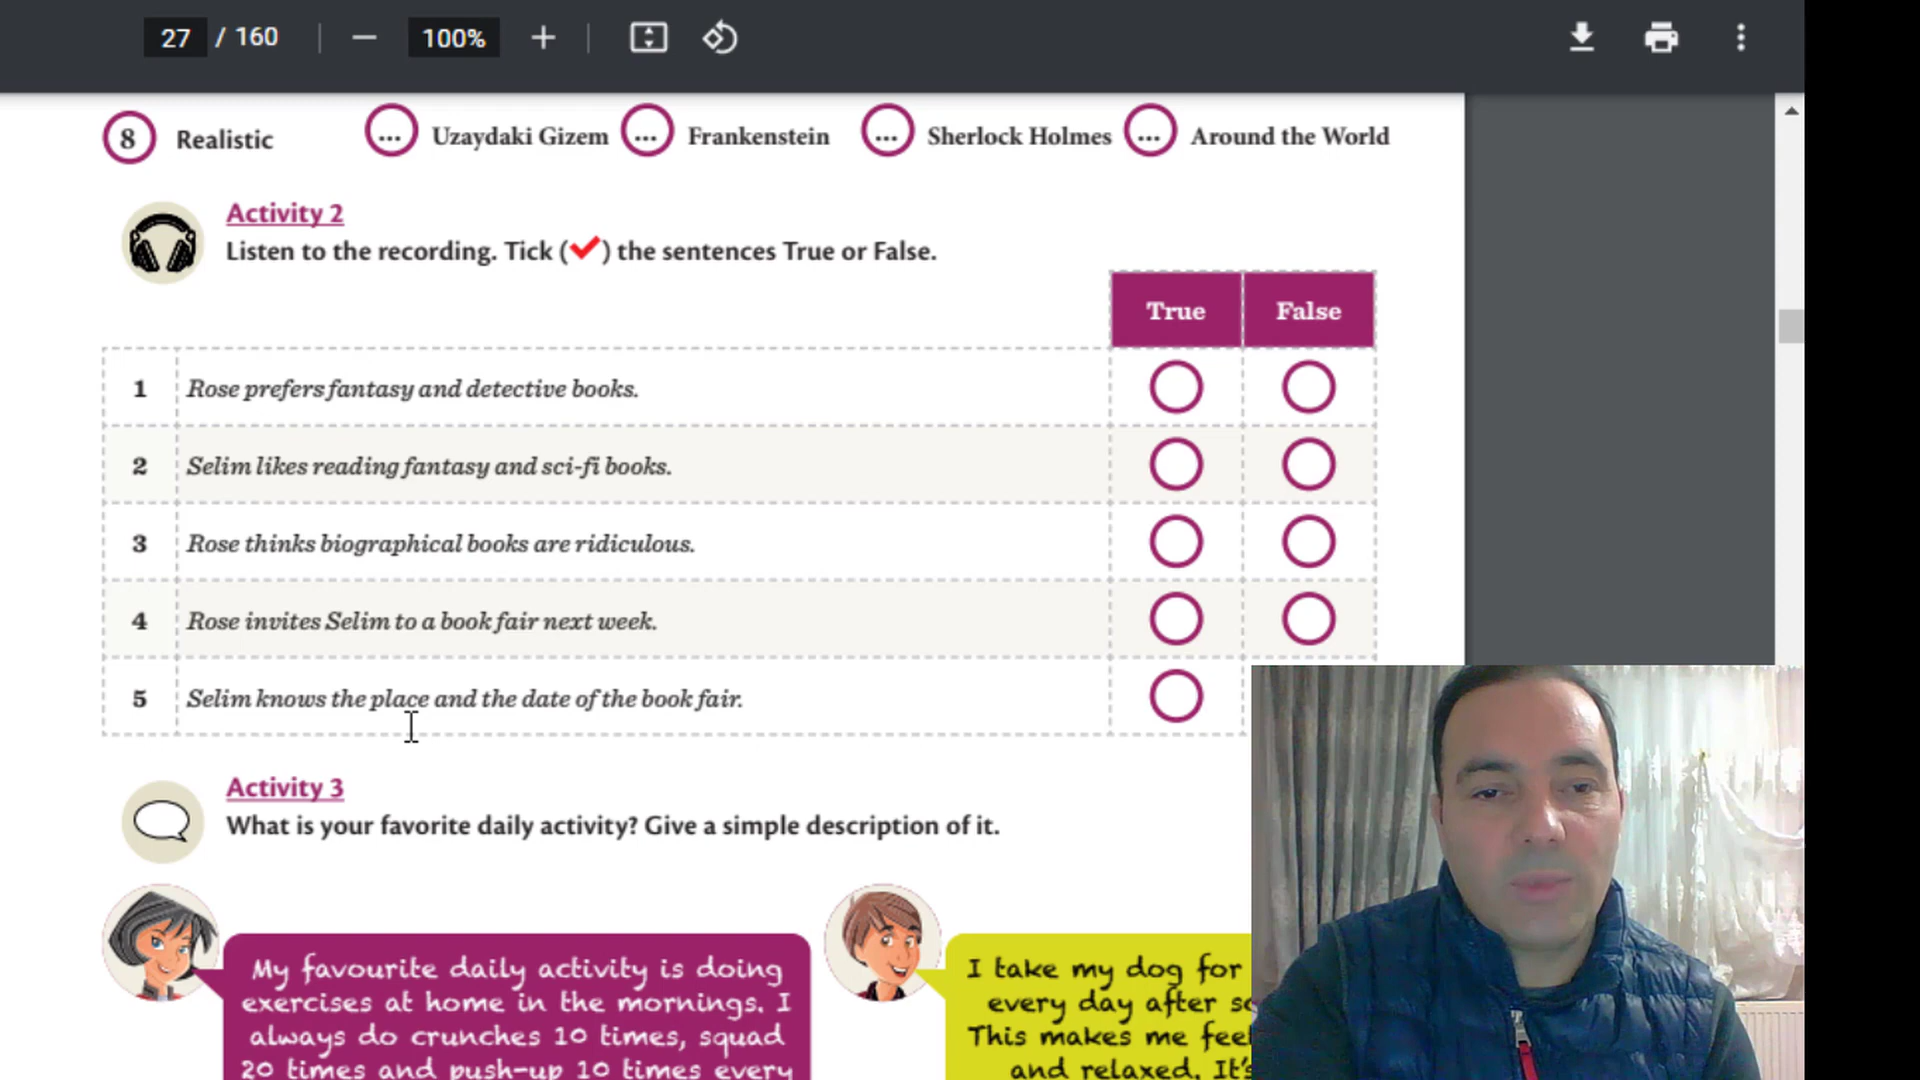 27 / 160
100%
8 Realistic ... Uzaydaki Gizem ... Frankenstein ... Sherlock Holmes ... Around the World
Activity 2
Listen to the recording. Tick (✔) the sentences True or False.
True False
1 Rose prefers fantasy and detective books.
2 Selim likes reading fantasy and sci-fi books.
3 Rose thinks biographical books are ridiculous.
4 Rose invites Selim to a book fair next week.
5 Selim knows the place and the date of the book fair.
Activity 3
What is your favorite daily activity? Give a simple description of it.
My favourite daily activity is doing
exercises at home in the mornings. I
always do crunches 10 times, squad
20 times and push-up 10 times every
I take my dog for
every day after
This makes me feel
and relaxed. It's